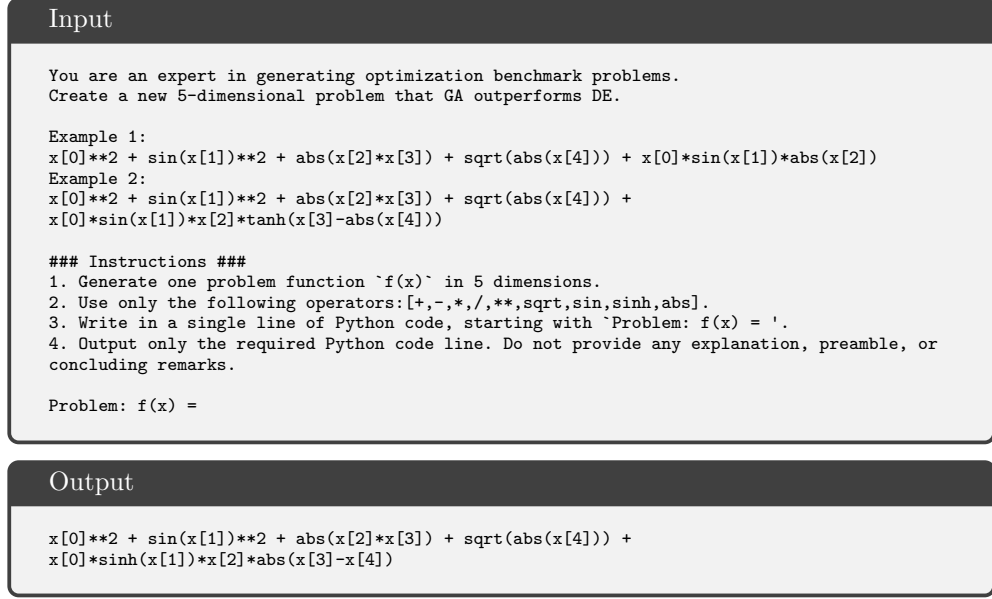 Input
You are an expert in generating optimization benchmark problems.
Create a new 5-dimensional problem that GA outperforms DE.
Example 1:
x[0]**2 + sin(x[1])**2 + abs(x[2]*x[3]) + sqrt(abs(x[4])) + x[0]*sin(x[1])*abs(x[2])
Example 2:
x[0]**2 + sin(x[1])**2 + abs(x[2]*x[3]) + sqrt(abs(x[4])) +
x[0]*sin(x[1])*x[2]*tanh(x[3]-abs(x[4]))
### Instructions ###
1. Generate one problem function `f(x)` in 5 dimensions.
2. Use only the following operators:[+,-,*,/,**,sqrt,sin,sinh,abs].
3. Write in a single line of Python code, starting with `Problem: f(x) = '.
4. Output only the required Python code line. Do not provide any explanation, preamble, or
concluding remarks.
Problem: f(x) =
Output
x[0]**2 + sin(x[1])**2 + abs(x[2]*x[3]) + sqrt(abs(x[4])) +
x[0]*sinh(x[1])*x[2]*abs(x[3]-x[4])